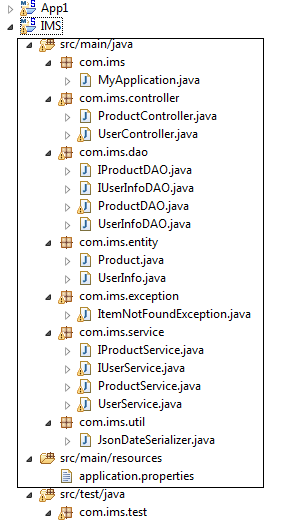 App1
IMS
src/main/java
com.ims
MyApplication.java
com.ims.controller
ProductController.java
UserController.java
com.ims.dao
IProductDAO.java
IUserInfoDAO.java
ProductDAO.java
UserInfoDAO.java
com.ims.entity
Product.java
UserInfo.java
com.ims.exception
ItemNotFoundException.java
com.ims.service
IProductService.java
IUserService.java
ProductService.java
UserService.java
com.ims.util
JsonDateSerializer.java
src/main/resources
application.properties
src/test/java
com.ims.test